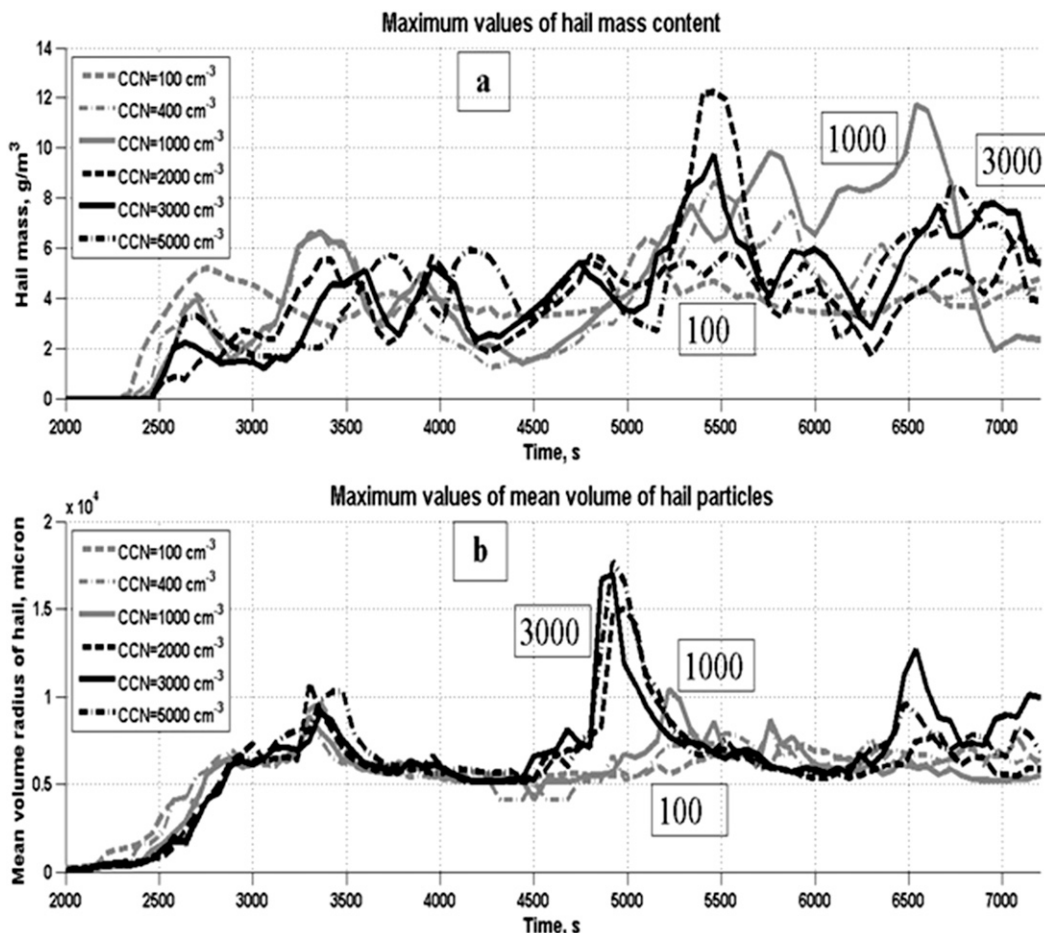 Maximum values of hail mass content
14
12
10
8
6
4
2
0
Hail mass, g/m³
CCN=100 cm⁻³
CCN=400 cm⁻³
CCN=1000 cm⁻³
CCN=2000 cm⁻³
CCN=3000 cm⁻³
CCN=5000 cm⁻³
a
1000
3000
100
2000 2500 3000 3500 4000 4500 5000 5500 6000 6500 7000
Time, s
Maximum values of mean volume of hail particles
x 10⁴
2
1.5
1
0.5
0
Mean volume radius of hail, micron
CCN=100 cm⁻³
CCN=400 cm⁻³
CCN=1000 cm⁻³
CCN=2000 cm⁻³
CCN=3000 cm⁻³
CCN=5000 cm⁻³
b
3000
1000
100
2000 2500 3000 3500 4000 4500 5000 5500 6000 6500 7000
Time, s